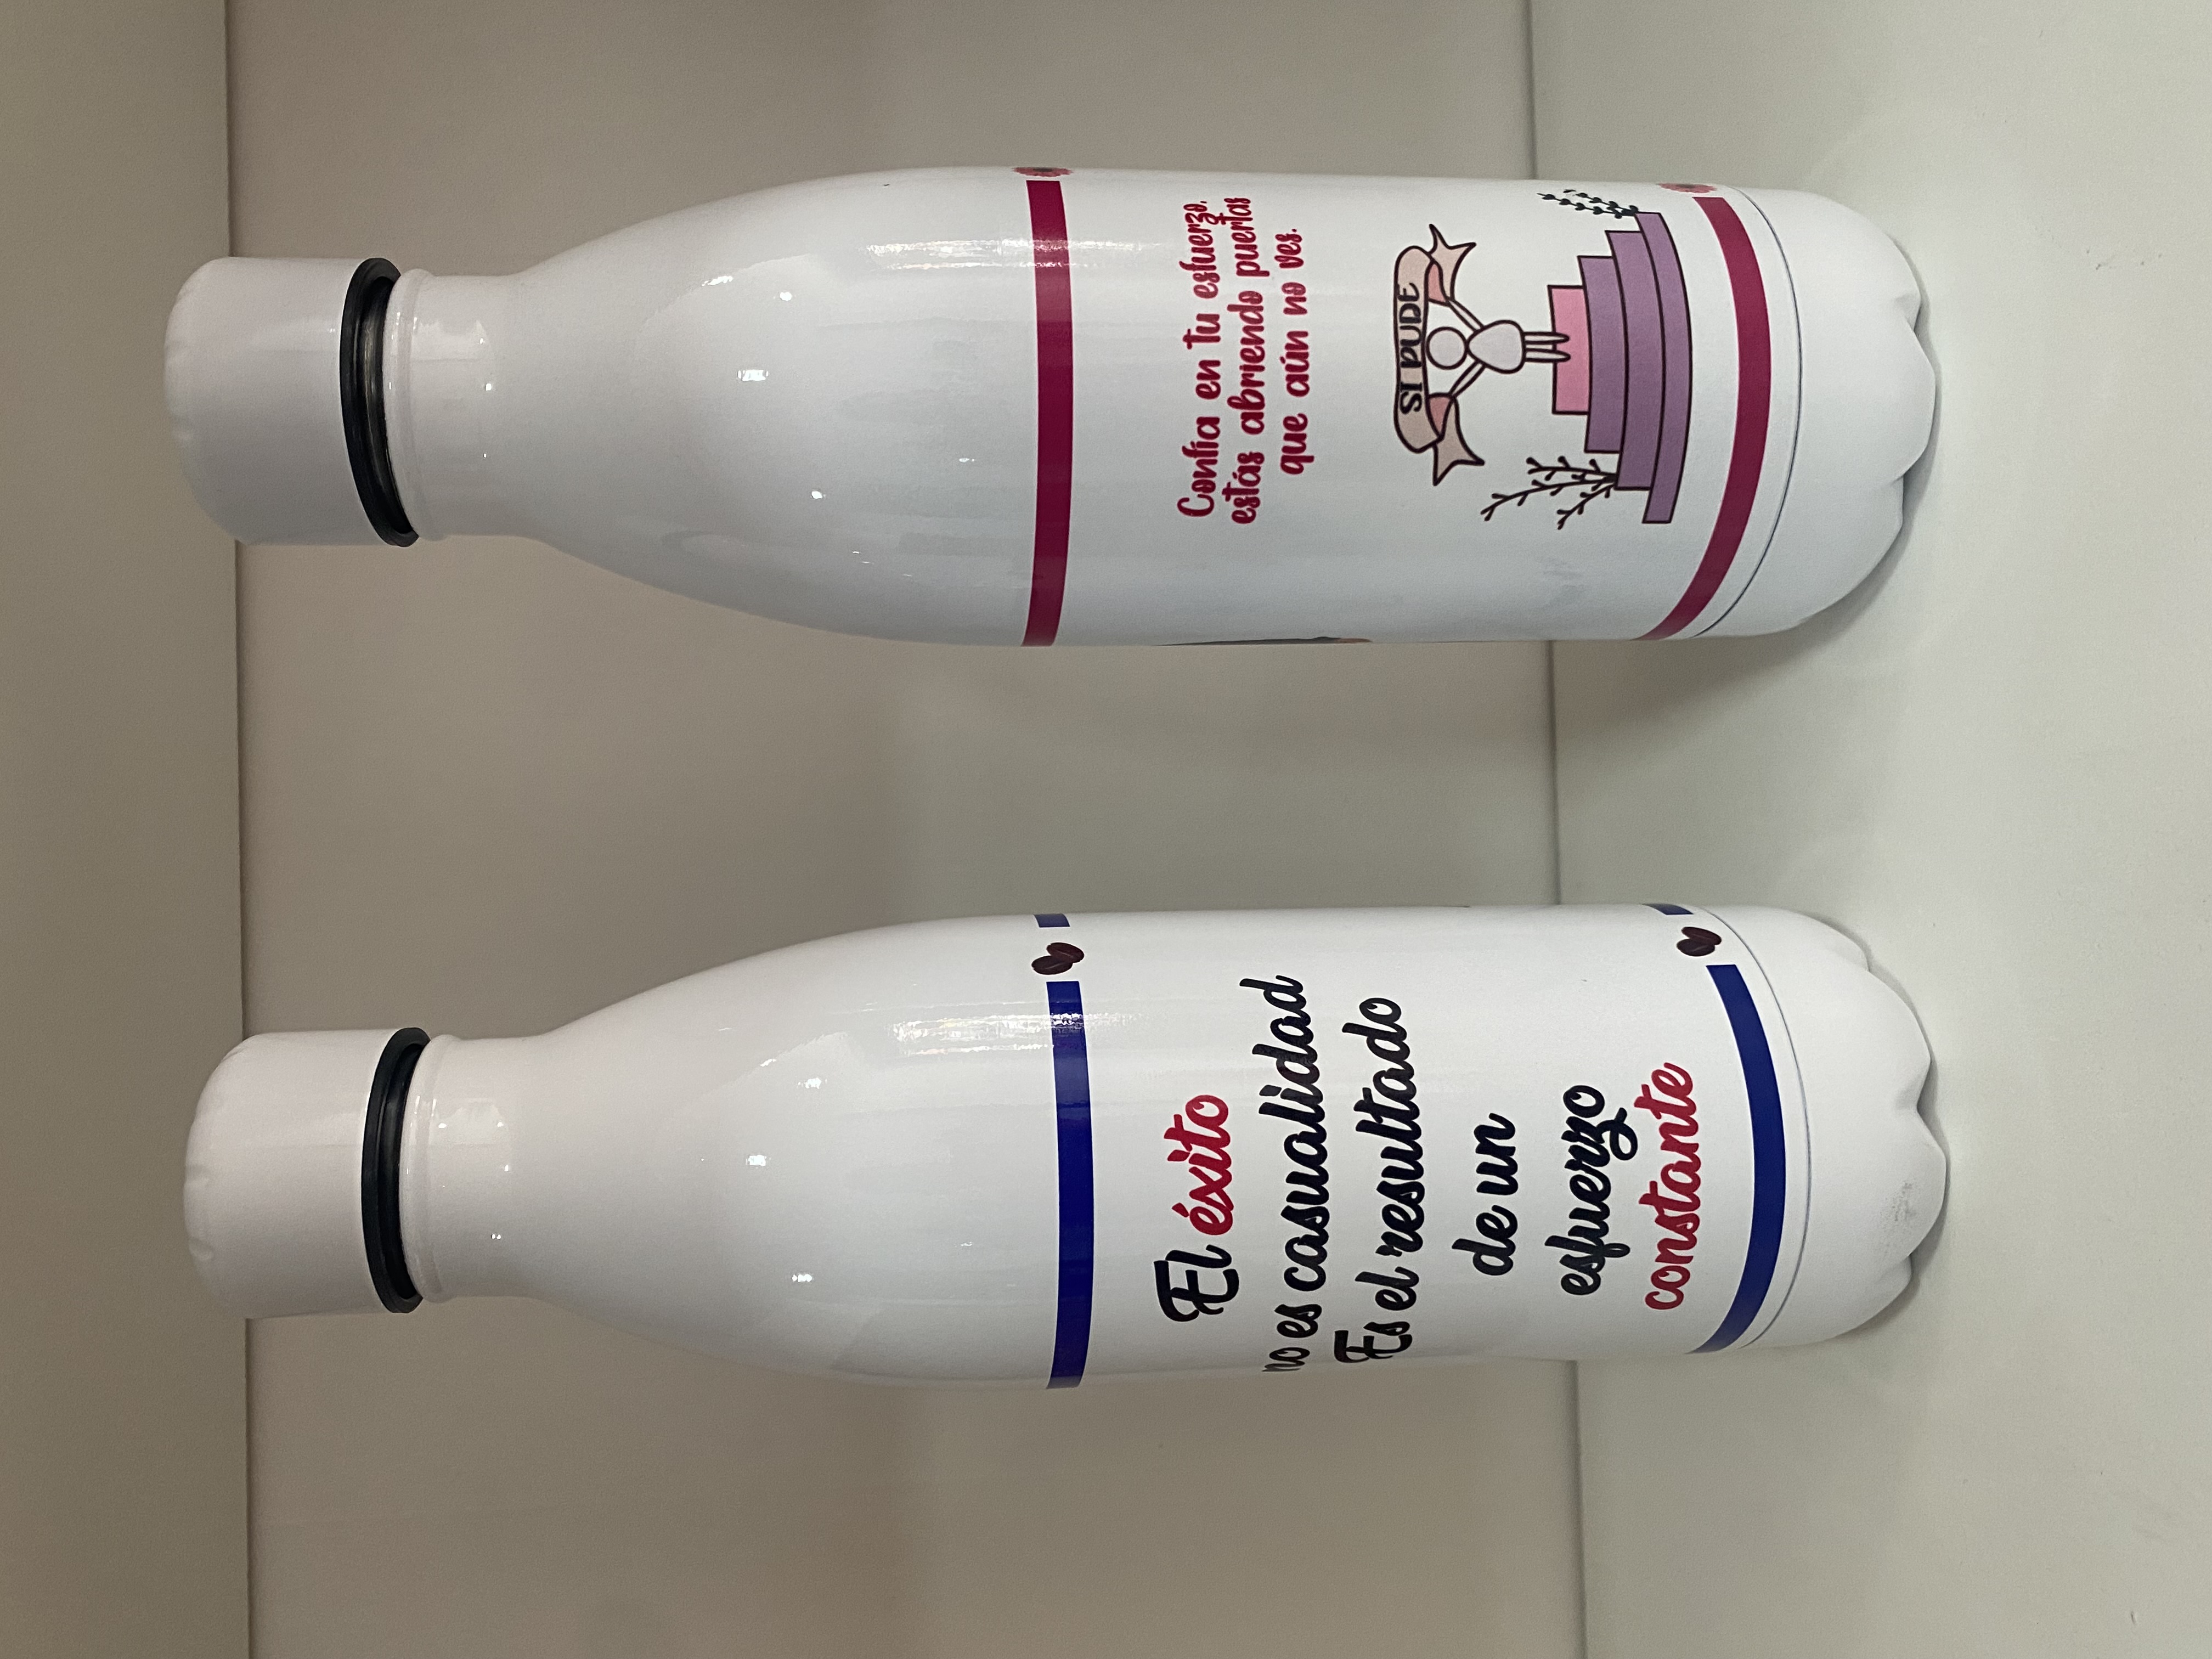 El éxito
no es casualidad
Es el resultado
de un
esfuerzo
constante
Confía en tu esfuerzo,
estás abriendo puertas
que aún no ves.
SI PUDE